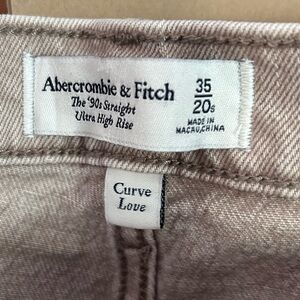 Abercrombie & Fitch
The '90s Straight
Ultra High Rise
35
20s
MADE IN
MACAU,CHINA
Curve
Love